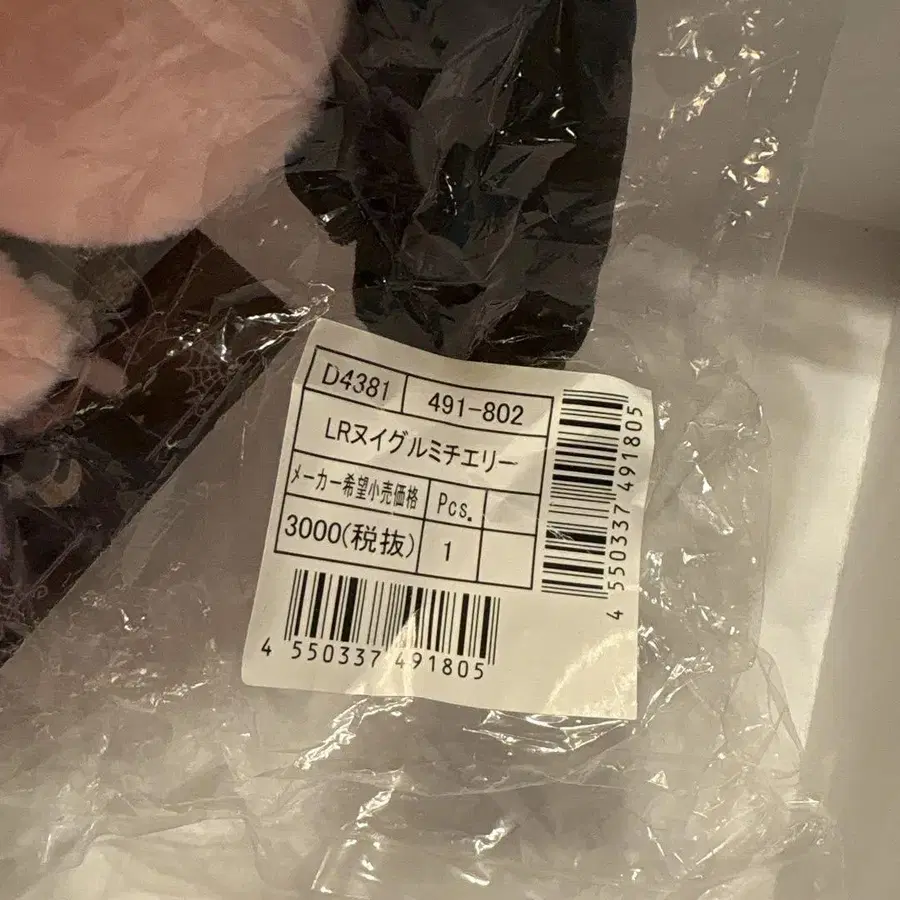 D4381 491-802
LRヌイグルミチエリー
メーカー希望小売価格 Pcs.
3000(税抜) 1
4 550337 491805
4 550337 491805